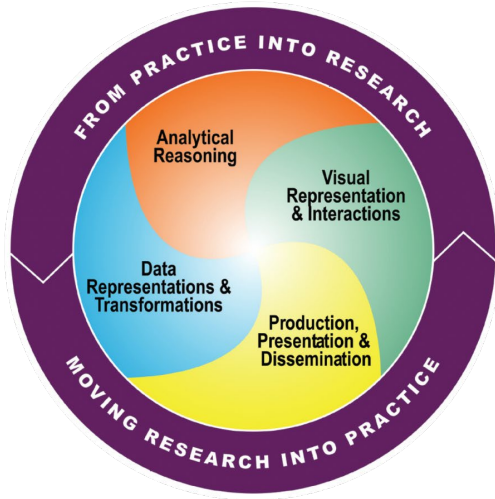 FROM PRACTICE INTO RESEARCH
Analytical
Reasoning
Visual
Representation
& Interactions
Data
Representations &
Transformations
Production,
Presentation &
Dissemination
MOVING RESEARCH INTO PRACTICE